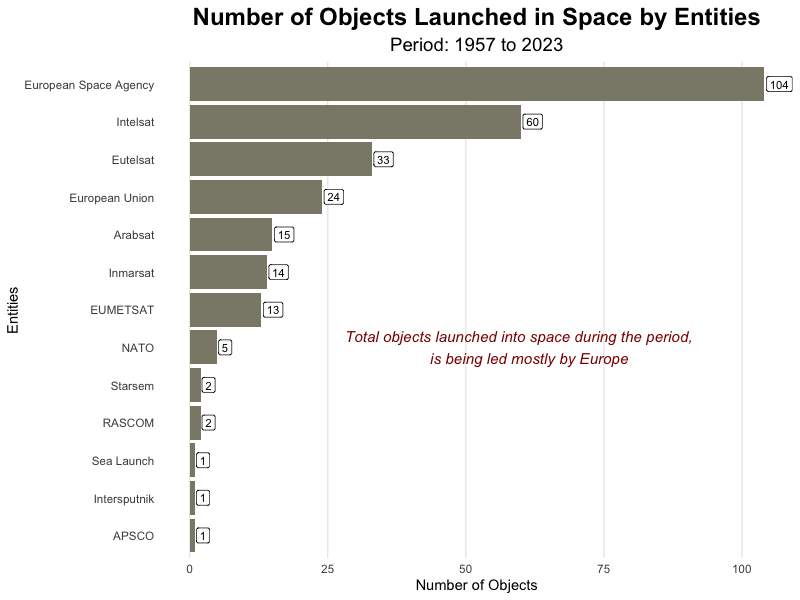 Number of Objects Launched in Space by Entities
Period: 1957 to 2023
Entities
European Space Agency 104
Intelsat 60
Eutelsat 33
European Union 24
Arabsat 15
Inmarsat 14
EUMETSAT 13
Total objects launched into space during the period,
NATO 5
is being led mostly by Europe
Starsem 2
RASCOM 2
Sea Launch 1
Intersputnik 1
APSCO 1
0 25 50 75 100
Number of Objects